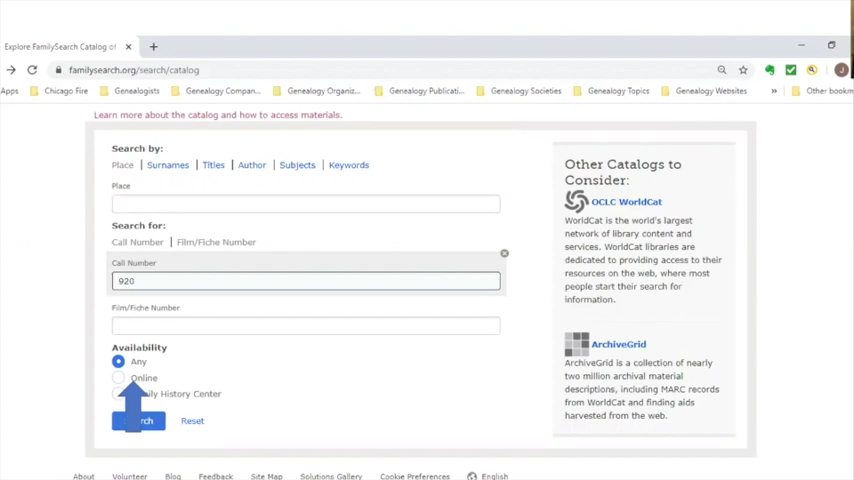 Explore FamilySearch Catalog of
familysearch.org/search/catalog
J
Apps Chicago Fire Genealogists Genealogy Compan... Genealogy Organiz... Genealogy Publicati... Genealogy Societies Genealogy Topics Genealogy Websites » Other bookm
Learn more about the catalog and how to access materials.
Search by:
Place | Surnames | Titles | Author | Subjects | Keywords
Place
Search for:
Call Number | Film/Fiche Number
Call Number
920
Film/Fiche Number
Availability
Any
Online
ily History Center
rch Reset
Other Catalogs to
Consider:
OCLC WorldCat
WorldCat is the world's largest
network of library content and
services. WorldCat libraries are
dedicated to providing access to their
resources on the web, where most
people start their search for
information.
ArchiveGrid
ArchiveGrid is a collection of nearly
two million archival material
descriptions, including MARC records
from WorldCat and finding aids
harvested from the web.
About Volunteer Blog Feedback Site Map Solutions Gallery Cookie Preferences English